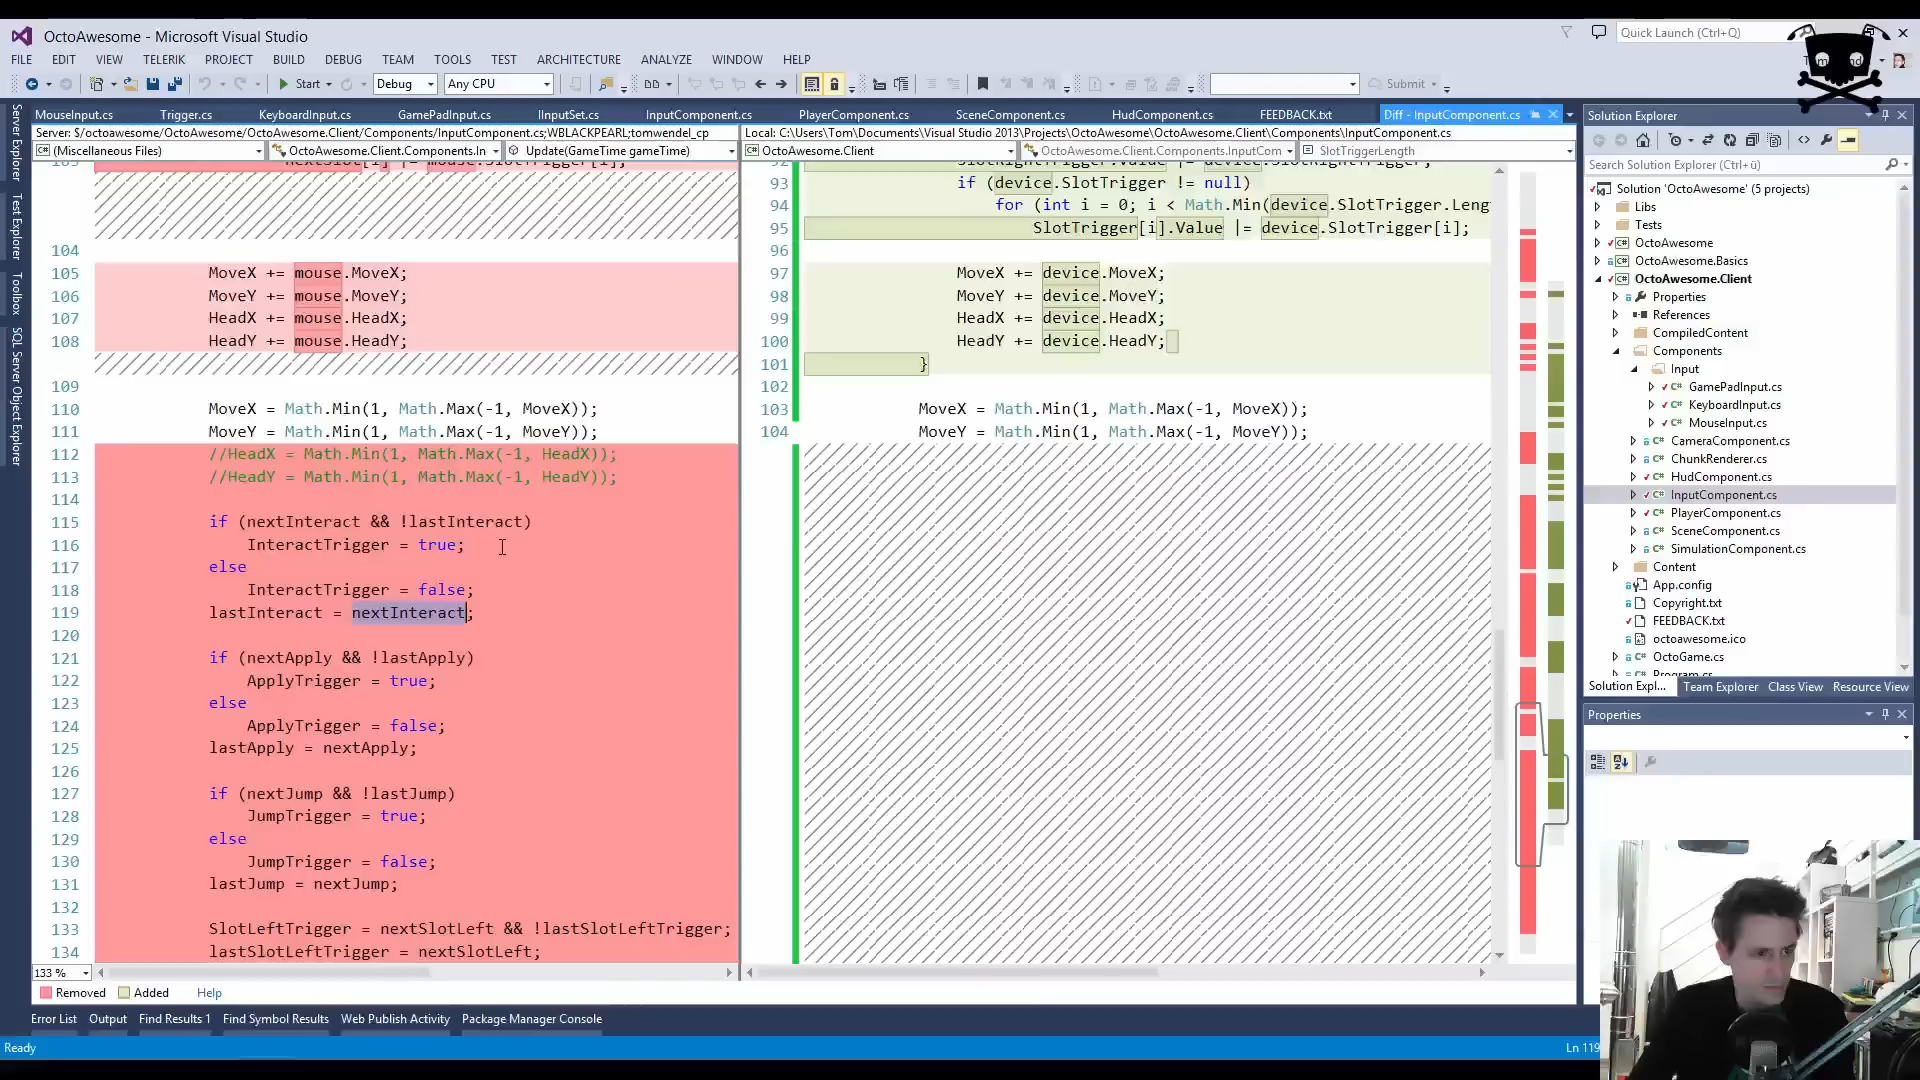 OctoAwesome - Microsoft Visual Studio
Quick Launch (Ctrl+Q)
FILE EDIT VIEW TELERIK PROJECT BUILD DEBUG TEAM TOOLS TEST ARCHITECTURE ANALYZE WINDOW HELP
Start Debug Any CPU Submit
MouseInput.cs Trigger.cs KeyboardInput.cs GamePadInput.cs IInputSet.cs InputComponent.cs PlayerComponent.cs SceneComponent.cs HudComponent.cs FEEDBACK.txt Diff - InputComponent.cs
Server: $/octoawesome/OctoAwesome/OctoAwesome.Client/Components/InputComponent.cs;WBLACKPEARL;tomwendel_cp
Local: C:\Users\Tom\Documents\Visual Studio 2013\Projects\OctoAwesome\OctoAwesome.Client\Components\InputComponent.cs
(Miscellaneous Files) OctoAwesome.Client.Components.In Update(GameTime gameTime)
OctoAwesome.Client OctoAwesome.Client.Components.InputCom SlotTriggerLength
104
105 MoveX += mouse.MoveX;
106 MoveY += mouse.MoveY;
107 HeadX += mouse.HeadX;
108 HeadY += mouse.HeadY;
109
110 MoveX = Math.Min(1, Math.Max(-1, MoveX));
111 MoveY = Math.Min(1, Math.Max(-1, MoveY));
112 //HeadX = Math.Min(1, Math.Max(-1, HeadX));
113 //HeadY = Math.Min(1, Math.Max(-1, HeadY));
114
115 if (nextInteract && !lastInteract)
116 InteractTrigger = true;
117 else
118 InteractTrigger = false;
119 lastInteract = nextInteract;
120
121 if (nextApply && !lastApply)
122 ApplyTrigger = true;
123 else
124 ApplyTrigger = false;
125 lastApply = nextApply;
126
127 if (nextJump && !lastJump)
128 JumpTrigger = true;
129 else
130 JumpTrigger = false;
131 lastJump = nextJump;
132
133 SlotLeftTrigger = nextSlotLeft && !lastSlotLeftTrigger;
134 lastSlotLeftTrigger = nextSlotLeft;
93 if (device.SlotTrigger != null)
94 for (int i = 0; i < Math.Min(device.SlotTrigger.Leng
95 SlotTrigger[i].Value |= device.SlotTrigger[i];
96
97 MoveX += device.MoveX;
98 MoveY += device.MoveY;
99 HeadX += device.HeadX;
100 HeadY += device.HeadY;
101 }
102
103 MoveX = Math.Min(1, Math.Max(-1, MoveX));
104 MoveY = Math.Min(1, Math.Max(-1, MoveY));
133 %
Removed Added Help
Error List Output Find Results 1 Find Symbol Results Web Publish Activity Package Manager Console
Ready
Ln 119
Server Explorer
Test Explorer
Toolbox
SQL Server Object Explorer
Solution Explorer
Search Solution Explorer (Ctrl+ü)
Solution 'OctoAwesome' (5 projects)
Libs
Tests
OctoAwesome
OctoAwesome.Basics
OctoAwesome.Client
Properties
References
CompiledContent
Components
Input
GamePadInput.cs
KeyboardInput.cs
MouseInput.cs
CameraComponent.cs
ChunkRenderer.cs
HudComponent.cs
InputComponent.cs
PlayerComponent.cs
SceneComponent.cs
SimulationComponent.cs
Content
App.config
Copyright.txt
FEEDBACK.txt
octoawesome.ico
OctoGame.cs
Solution Expl... Team Explorer Class View Resource View
Properties